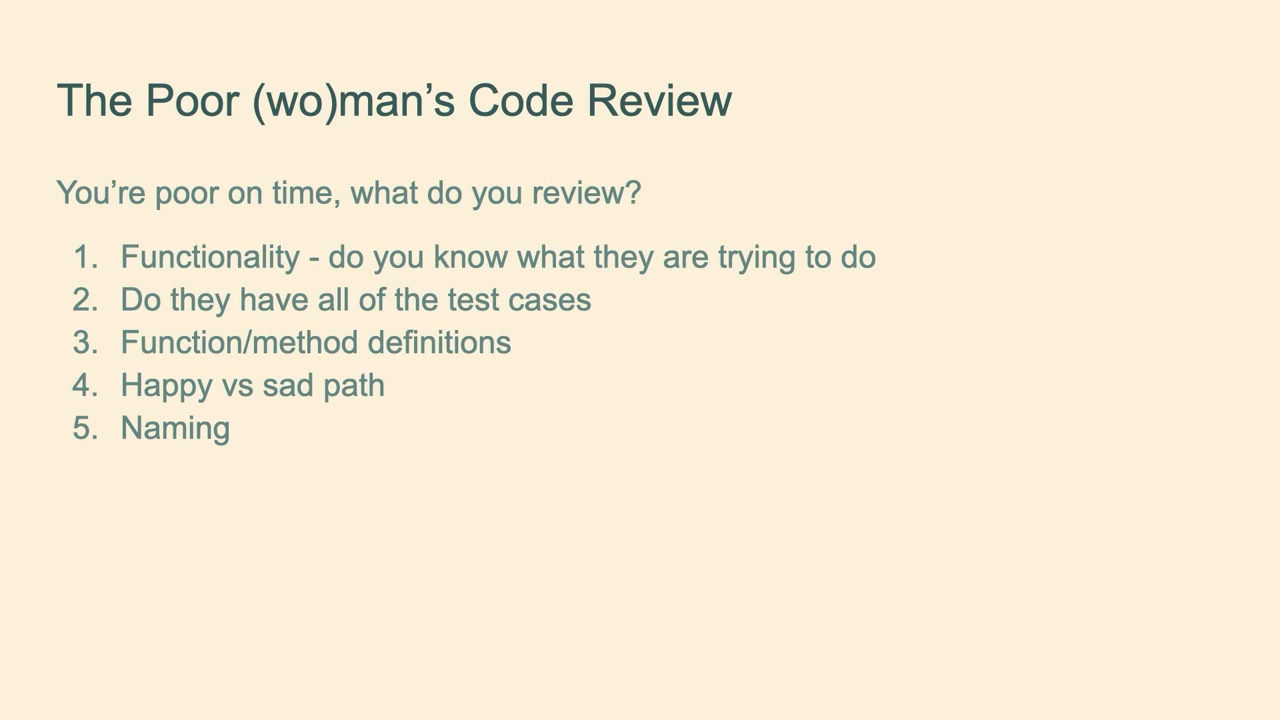 The Poor (wo)man’s Code Review
You’re poor on time, what do you review?
1. Functionality - do you know what they are trying to do
2. Do they have all of the test cases
3. Function/method definitions
4. Happy vs sad path
5. Naming